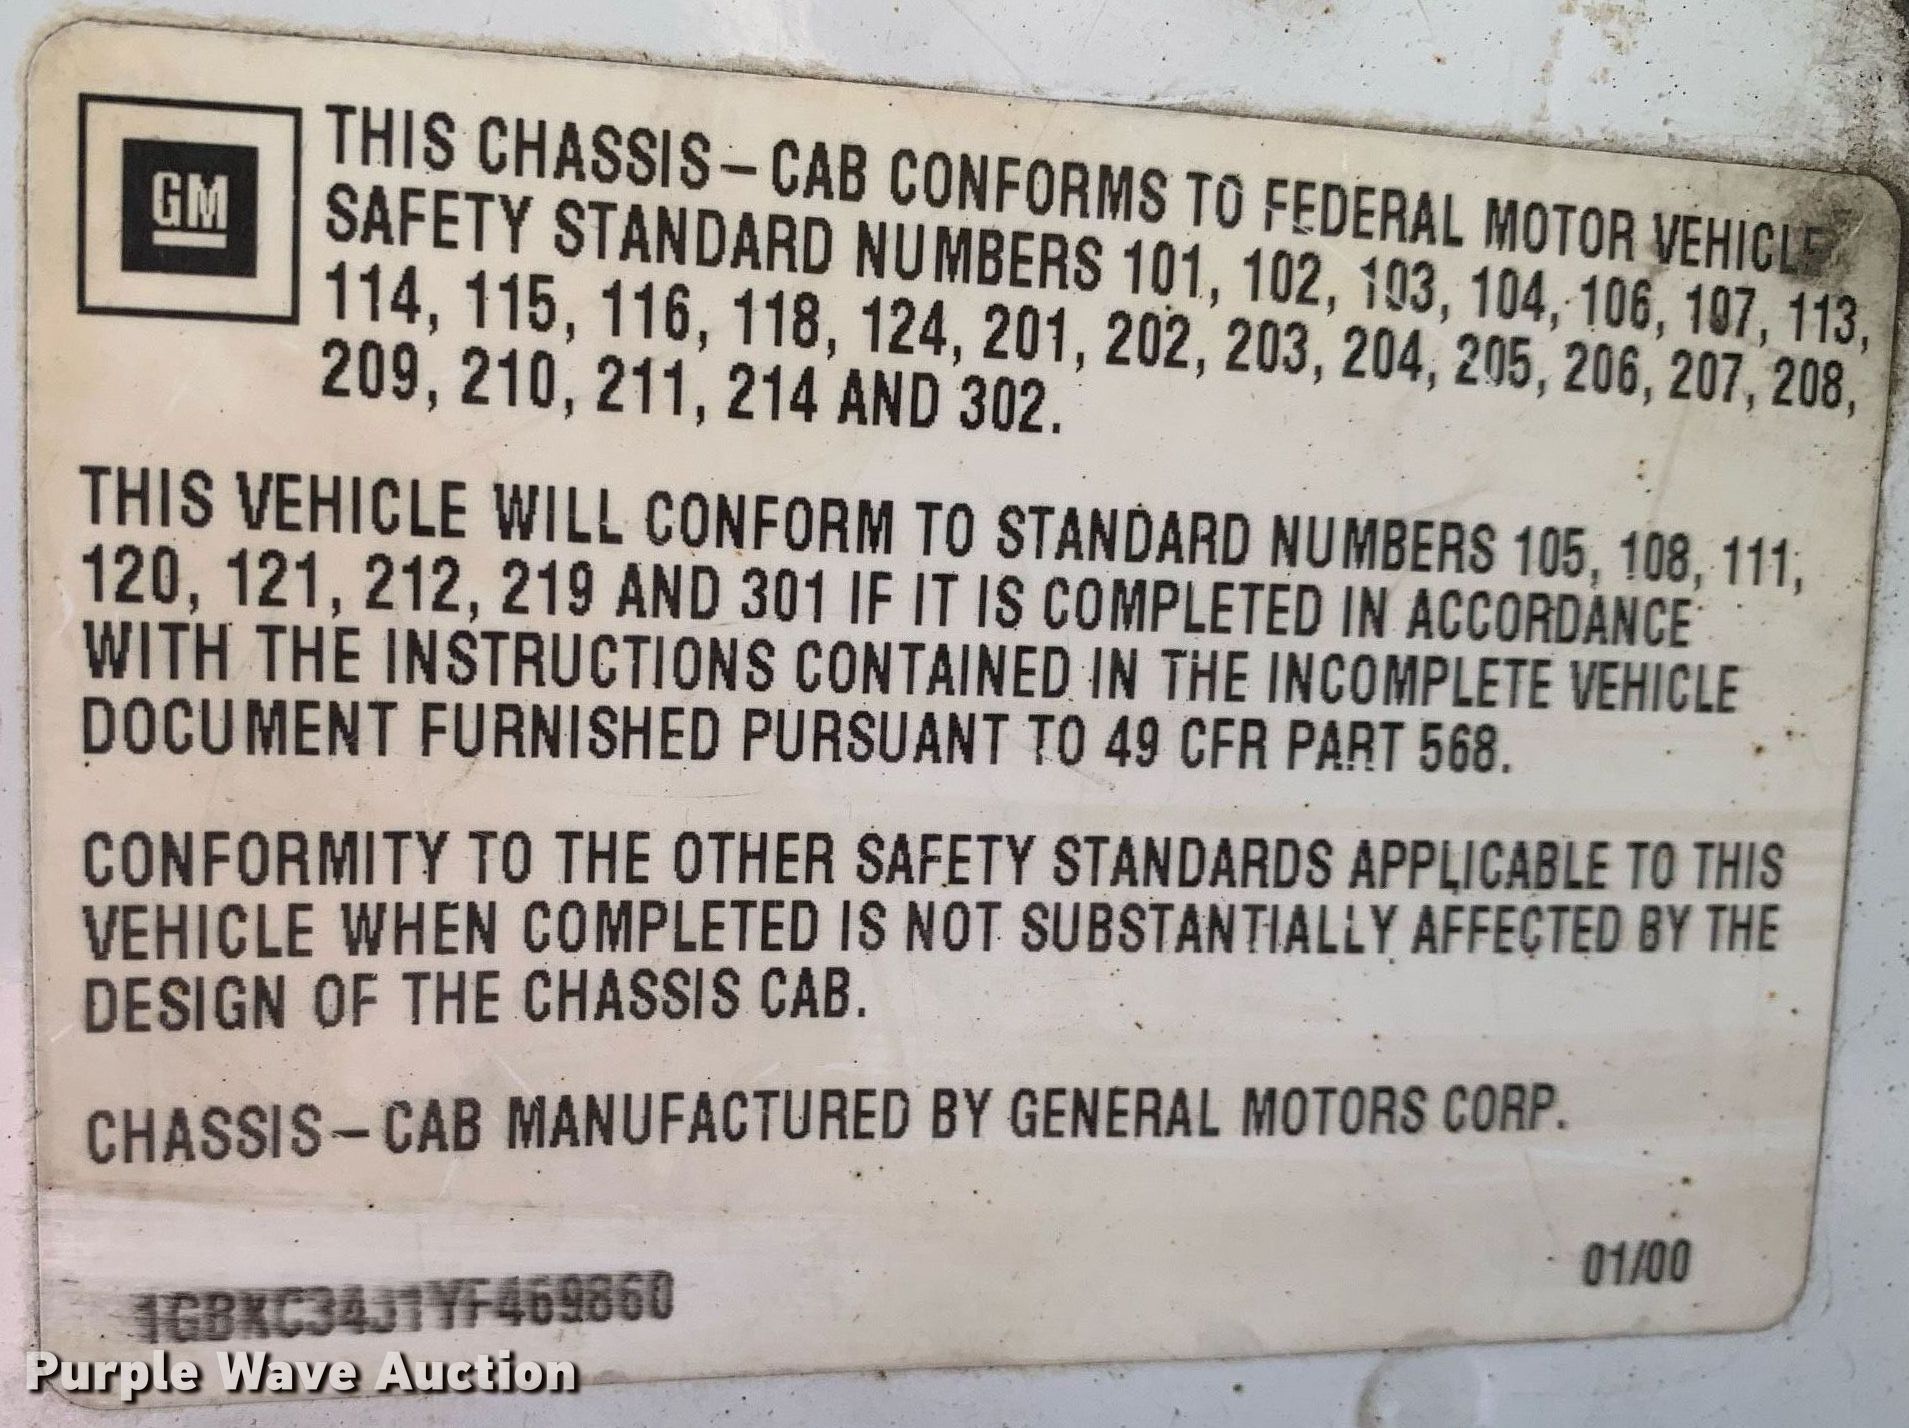 GM
THIS CHASSIS – CAB CONFORMS TO FEDERAL MOTOR VEHICLE
SAFETY STANDARD NUMBERS 101, 102, 103, 104, 106, 107, 113,
114, 115, 116, 118, 124, 201, 202, 203, 204, 205, 206, 207, 208,
209, 210, 211, 214 AND 302.
THIS VEHICLE WILL CONFORM TO STANDARD NUMBERS 105, 108, 111,
120, 121, 212, 219 AND 301 IF IT IS COMPLETED IN ACCORDANCE
WITH THE INSTRUCTIONS CONTAINED IN THE INCOMPLETE VEHICLE
DOCUMENT FURNISHED PURSUANT TO 49 CFR PART 568.
CONFORMITY TO THE OTHER SAFETY STANDARDS APPLICABLE TO THIS
VEHICLE WHEN COMPLETED IS NOT SUBSTANTIALLY AFFECTED BY THE
DESIGN OF THE CHASSIS CAB.
CHASSIS – CAB MANUFACTURED BY GENERAL MOTORS CORP.
01/00
1GBKC34J1YF469860
Purple Wave Auction